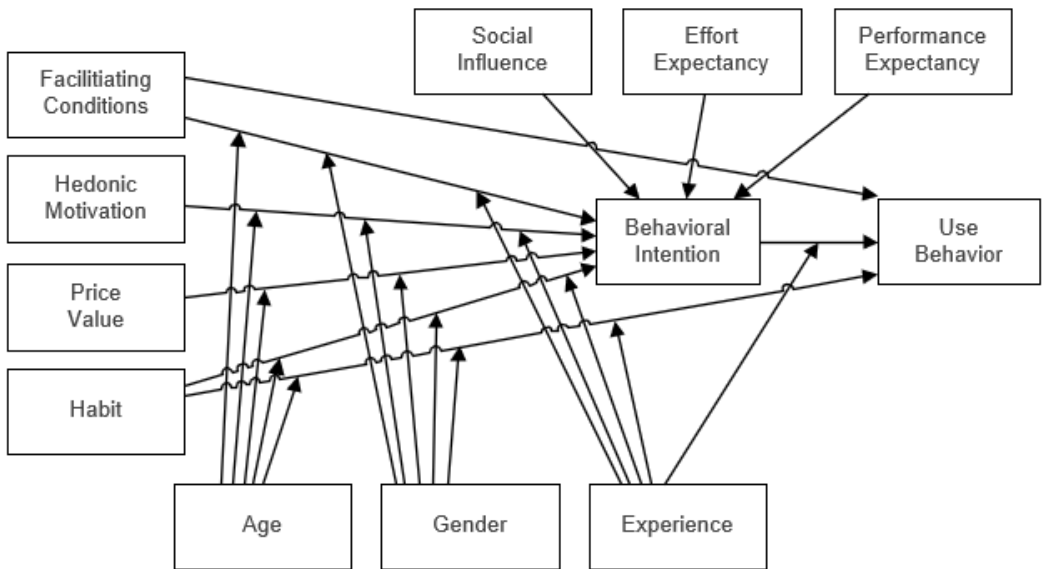 Social
Influence
Effort
Expectancy
Performance
Expectancy
Facilitiating
Conditions
Hedonic
Motivation
Price
Value
Habit
Behavioral
Intention
Use
Behavior
Age
Gender
Experience